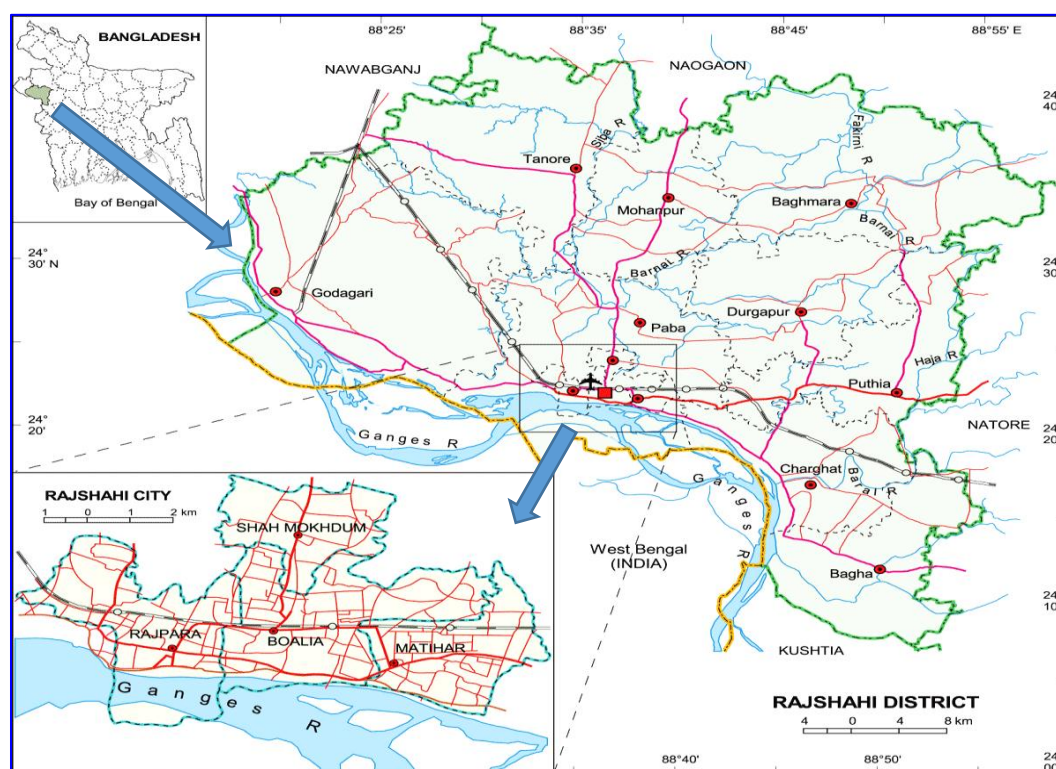 BANGLADESH
Bay of Bengal
88°25'
88°35'
88°45'
88°55' E
NAWABGANJ
NAOGAON
24
40
Siba R
Fakirni R
Tanore
Mohanpur
Baghmara
Barnai R
Barnai R
24°
30' N
24
30
Godagari
Paba
Durgapur
Haja R
Puthia
24°
20'
Ganges R
NATORE
24
20
Charghat
Baral R
Ganges R
West Bengal
(INDIA)
Bagha
24
10
KUSHTIA
RAJSHAHI CITY
1 0 1 2 km
SHAH MOKHDUM
RAJPARA
BOALIA
MATIHAR
Ganges R
RAJSHAHI DISTRICT
4 0 4 8 km
88°40'
88°50'
24
00